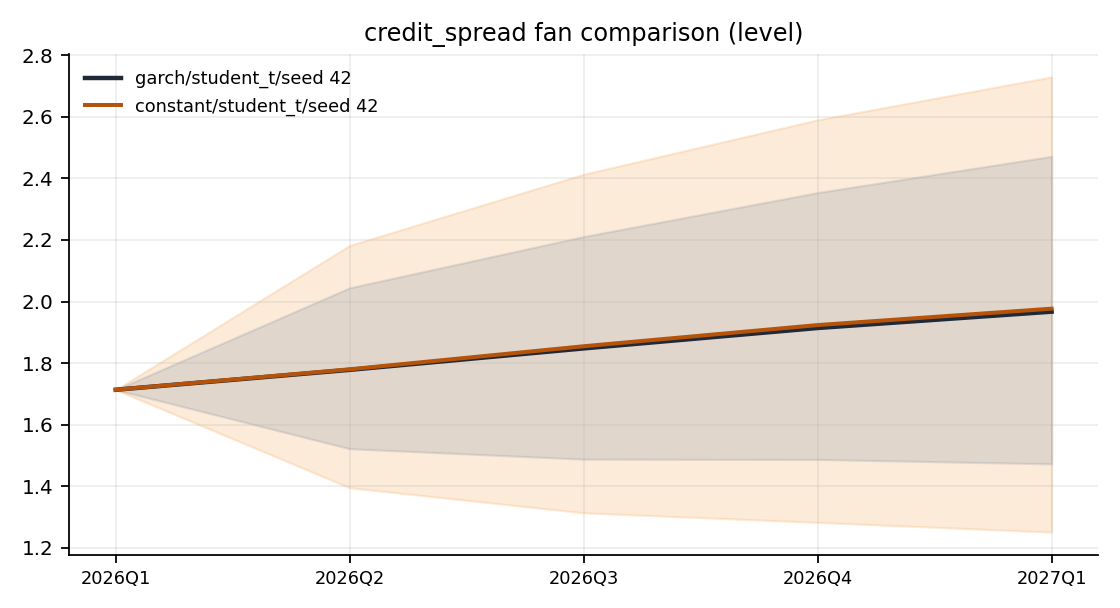 credit_spread fan comparison (level)
garch/student_t/seed 42
constant/student_t/seed 42
2.8
2.6
2.4
2.2
2.0
1.8
1.6
1.4
1.2
2026Q1 2026Q2 2026Q3 2026Q4 2027Q1